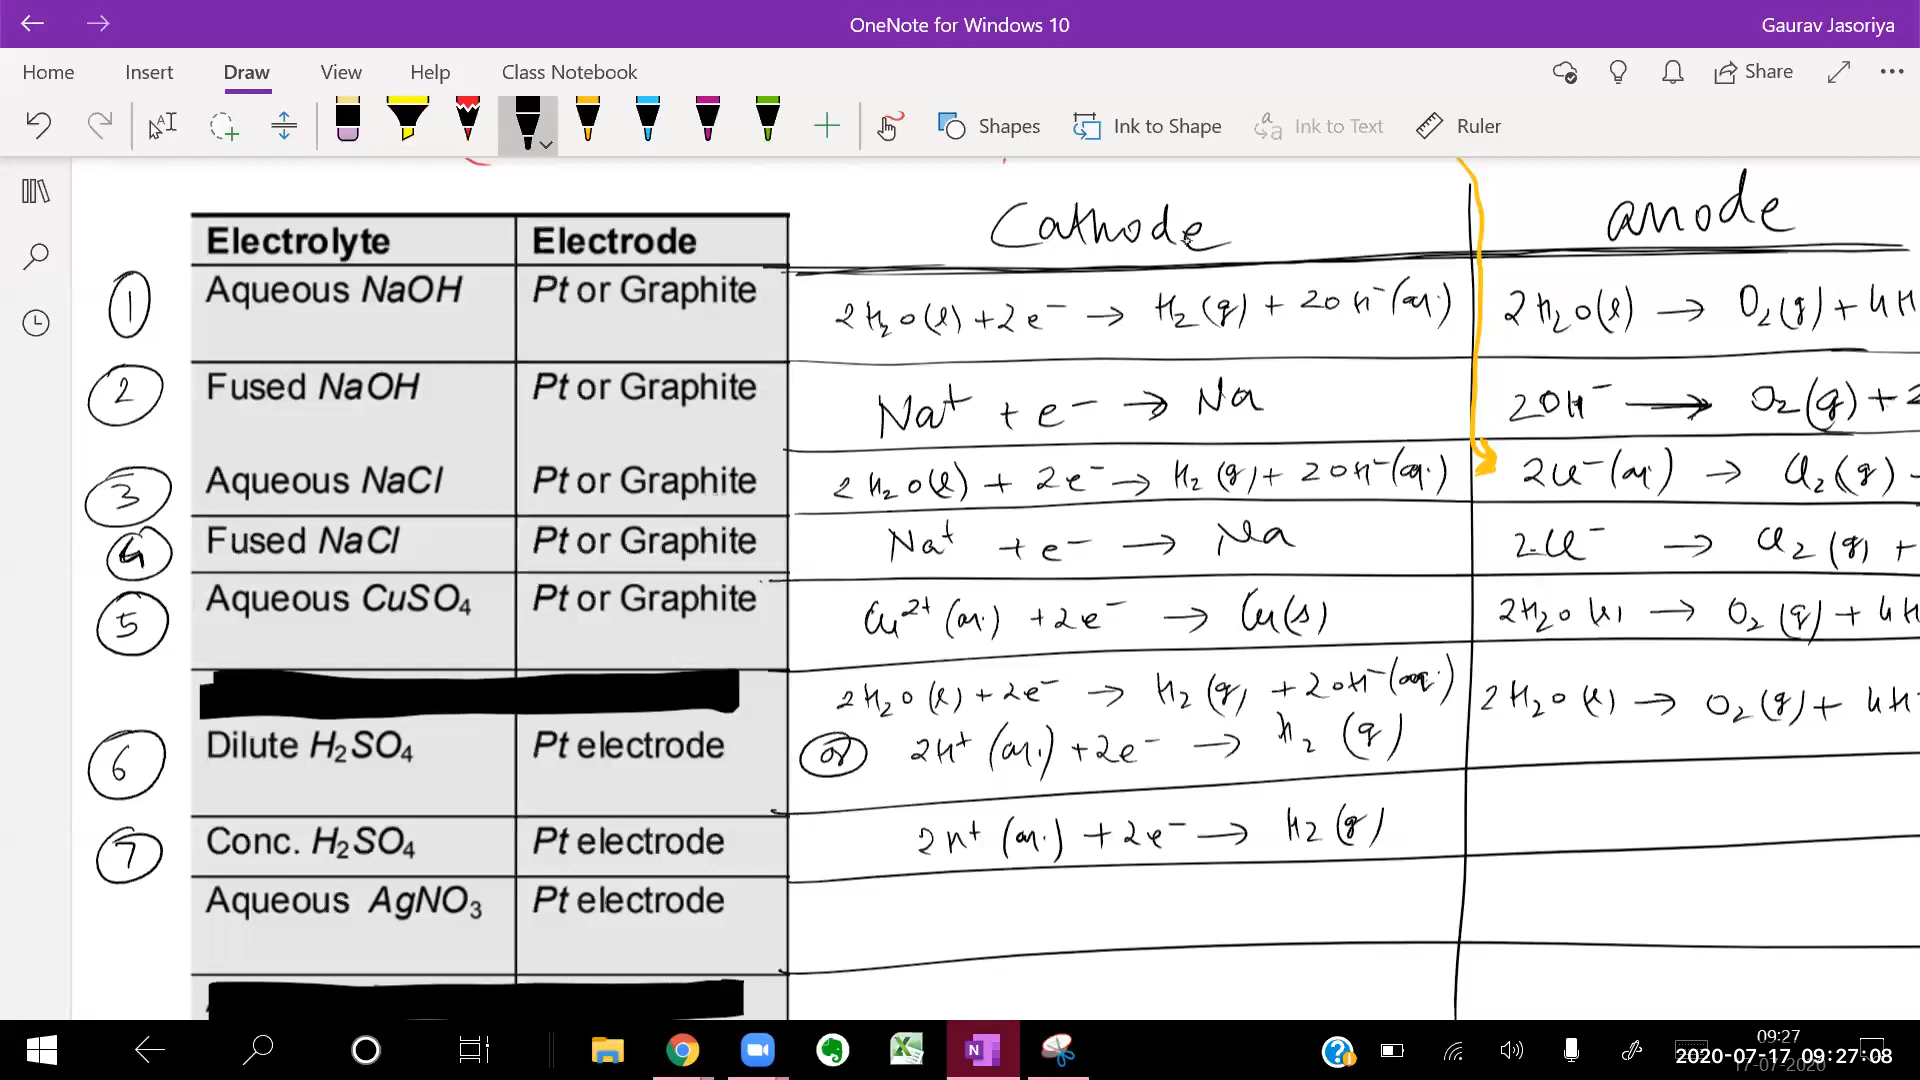 OneNote for Windows 10
Gaurav Jasoriya
Home Insert Draw View Help Class Notebook Share
Shapes Ink to Shape Ink to Text Ruler
Cathode anode
Electrolyte Electrode
1 Aqueous NaOH Pt or Graphite 2H₂O(l) + 2e⁻ → H₂(g) + 2OH⁻(aq.) 2H₂O(l) → O₂(g) + 4H
2 Fused NaOH Pt or Graphite Na⁺ + e⁻ → Na 2OH⁻ → O₂(g) + 2
3 Aqueous NaCl Pt or Graphite 2H₂O(l) + 2e⁻ → H₂(g) + 2OH⁻(aq.) 2Cl⁻(aq.) → Cl₂(g) -
4 Fused NaCl Pt or Graphite Na⁺ + e⁻ → Na 2Cl⁻ → Cl₂(g) +
5 Aqueous CuSO₄ Pt or Graphite Cu²⁺(aq.) + 2e⁻ → Cu(s) 2H₂O(l) → O₂(g) + 4H
2H₂O(l) + 2e⁻ → H₂(g) + 2OH⁻(aq.) 2H₂O(l) → O₂(g) + 4H
6 Dilute H₂SO₄ Pt electrode or 2H⁺(aq.) + 2e⁻ → H₂(g)
7 Conc. H₂SO₄ Pt electrode 2H⁺(aq.) + 2e⁻ → H₂(g)
Aqueous AgNO₃ Pt electrode
09:27
2020-07-17 09:27:08
17-07-2020